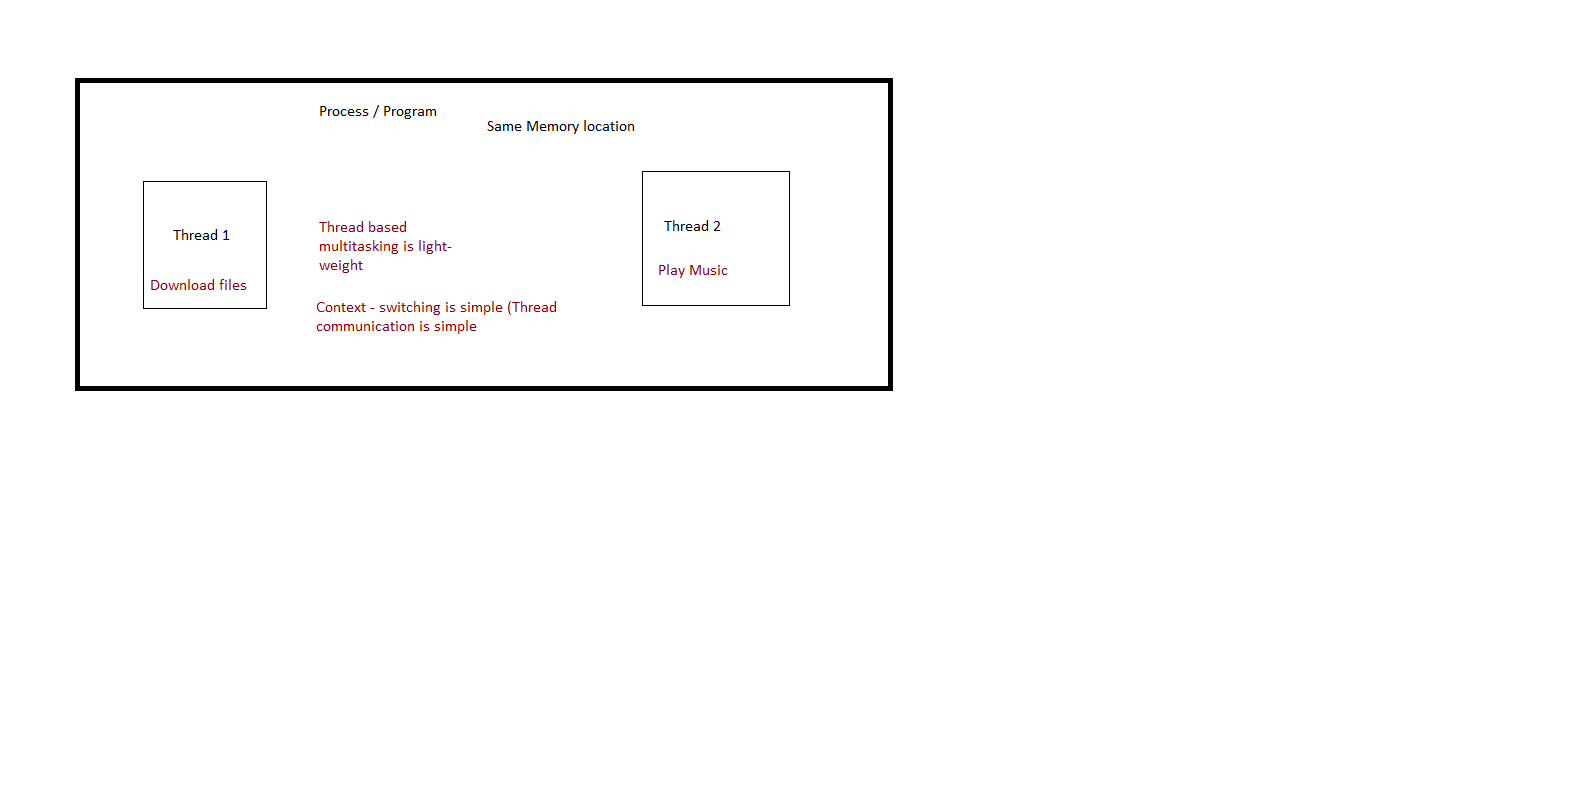 Process / Program
Same Memory location
Thread 1
Download files
Thread based
multitasking is light-
weight
Context - switching is simple (Thread
communication is simple
Thread 2
Play Music